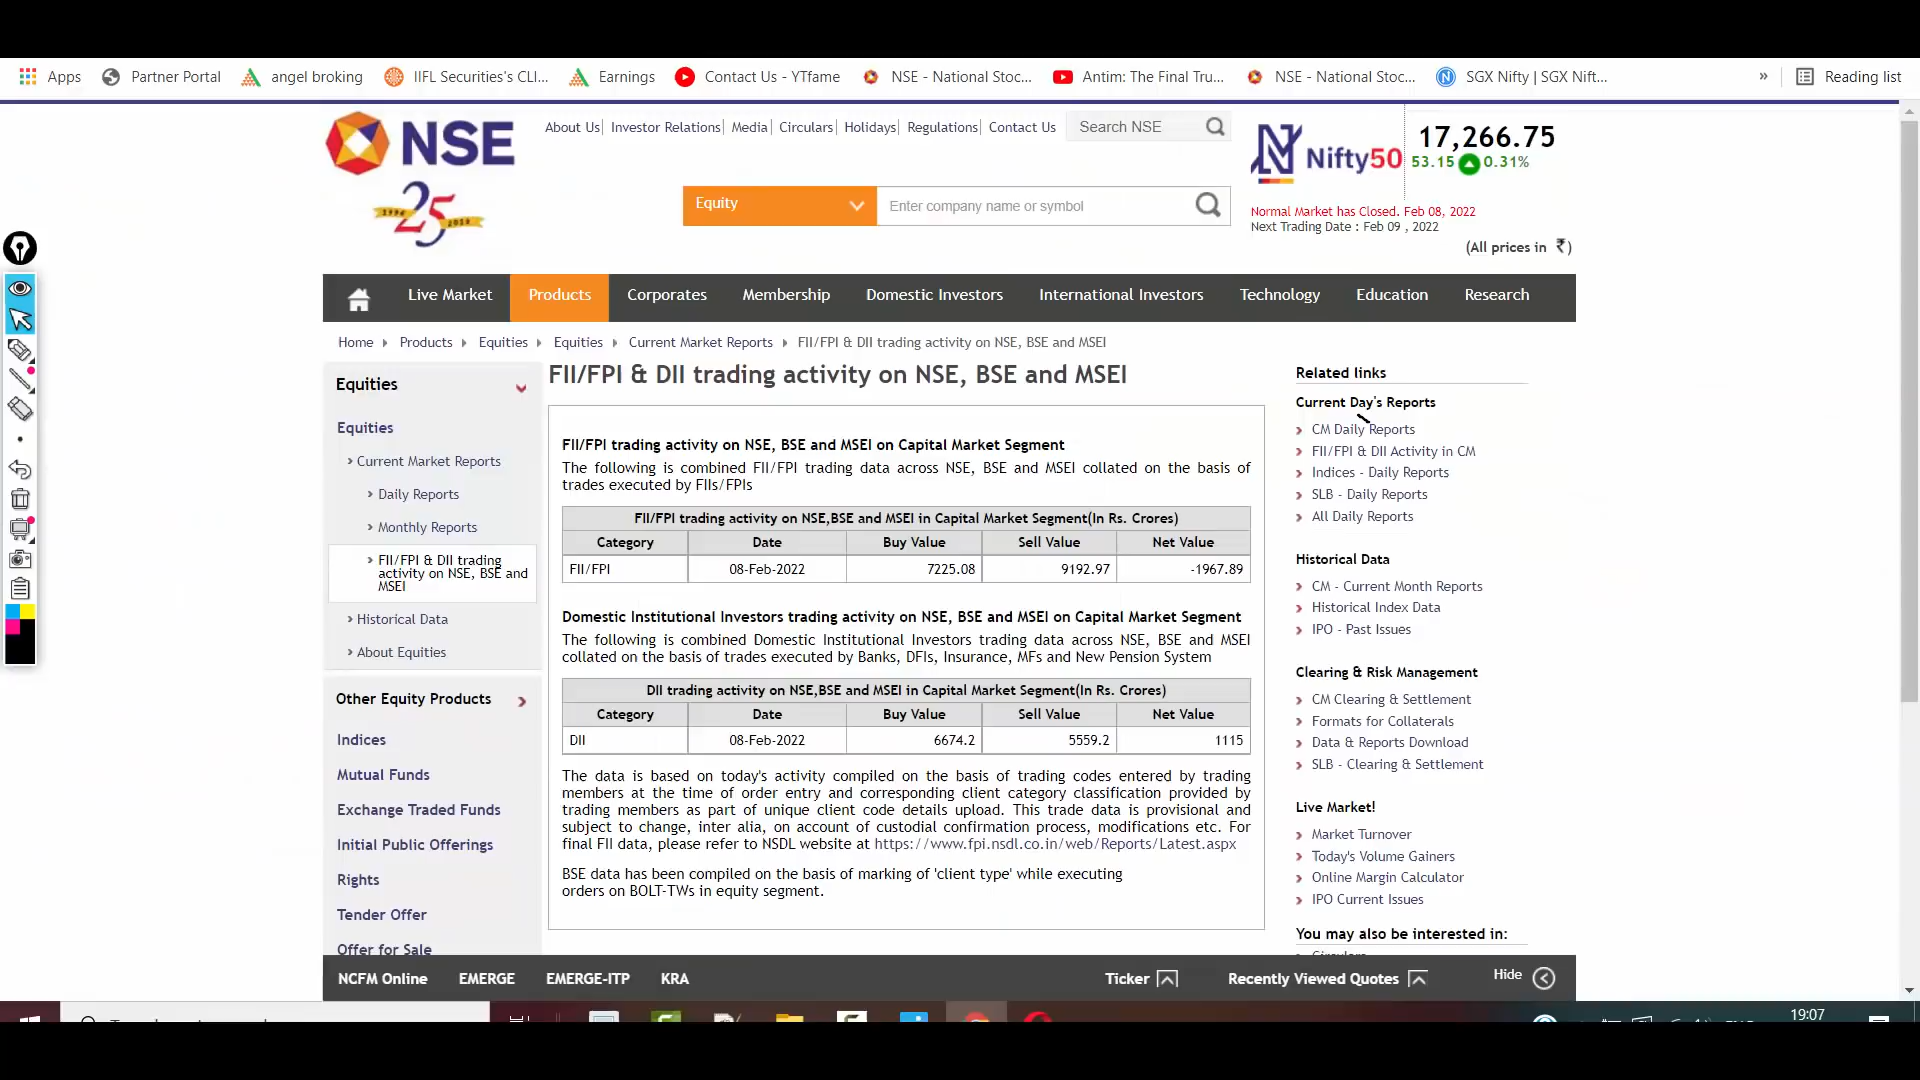 Apps
Partner Portal
angel broking
IIFL Securities's CLI...
Earnings
Contact Us - YTfame
NSE - National Stoc...
Antim: The Final Tru...
NSE - National Stoc...
SGX Nifty | SGX Nift...
»
Reading list
NSE
25
About Us| Investor Relations| Media| Circulars| Holidays| Regulations| Contact Us
Search NSE
Equity
Enter company name or symbol
Nifty50
17,266.75
53.15 0.31%
Normal Market has Closed. Feb 08, 2022
Next Trading Date : Feb 09 , 2022
(All prices in ₹)
Live Market
Products
Corporates
Membership
Domestic Investors
International Investors
Technology
Education
Research
Home Products Equities Equities Current Market Reports FII/FPI & DII trading activity on NSE, BSE and MSEI
Equities
Equities
Current Market Reports
Daily Reports
Monthly Reports
FII/FPI & DII trading
activity on NSE, BSE and
MSEI
Historical Data
About Equities
Other Equity Products
Indices
Mutual Funds
Exchange Traded Funds
Initial Public Offerings
Rights
Tender Offer
Offer for Sale
FII/FPI & DII trading activity on NSE, BSE and MSEI
FII/FPI trading activity on NSE, BSE and MSEI on Capital Market Segment
The following is combined FII/FPI trading data across NSE, BSE and MSEI collated on the basis of
trades executed by FIIs/FPIs
FII/FPI trading activity on NSE,BSE and MSEI in Capital Market Segment(In Rs. Crores)
Category Date Buy Value Sell Value Net Value
FII/FPI 08-Feb-2022 7225.08 9192.97 -1967.89
Domestic Institutional Investors trading activity on NSE, BSE and MSEI on Capital Market Segment
The following is combined Domestic Institutional Investors trading data across NSE, BSE and MSEI
collated on the basis of trades executed by Banks, DFIs, Insurance, MFs and New Pension System
DII trading activity on NSE,BSE and MSEI in Capital Market Segment(In Rs. Crores)
Category Date Buy Value Sell Value Net Value
DII 08-Feb-2022 6674.2 5559.2 1115
The data is based on today's activity compiled on the basis of trading codes entered by trading
members at the time of order entry and corresponding client category classification provided by
trading members as part of unique client code details upload. This trade data is provisional and
subject to change, inter alia, on account of custodial confirmation process, modifications etc. For
final FII data, please refer to NSDL website at https://www.fpi.nsdl.co.in/web/Reports/Latest.aspx
BSE data has been compiled on the basis of marking of 'client type' while executing
orders on BOLT-TWs in equity segment.
Related links
Current Day's Reports
CM Daily Reports
FII/FPI & DII Activity in CM
Indices - Daily Reports
SLB - Daily Reports
All Daily Reports
Historical Data
CM - Current Month Reports
Historical Index Data
IPO - Past Issues
Clearing & Risk Management
CM Clearing & Settlement
Formats for Collaterals
Data & Reports Download
SLB - Clearing & Settlement
Live Market!
Market Turnover
Today's Volume Gainers
Online Margin Calculator
IPO Current Issues
You may also be interested in:
NCFM Online
EMERGE
EMERGE-ITP
KRA
Ticker
Recently Viewed Quotes
Hide
19:07